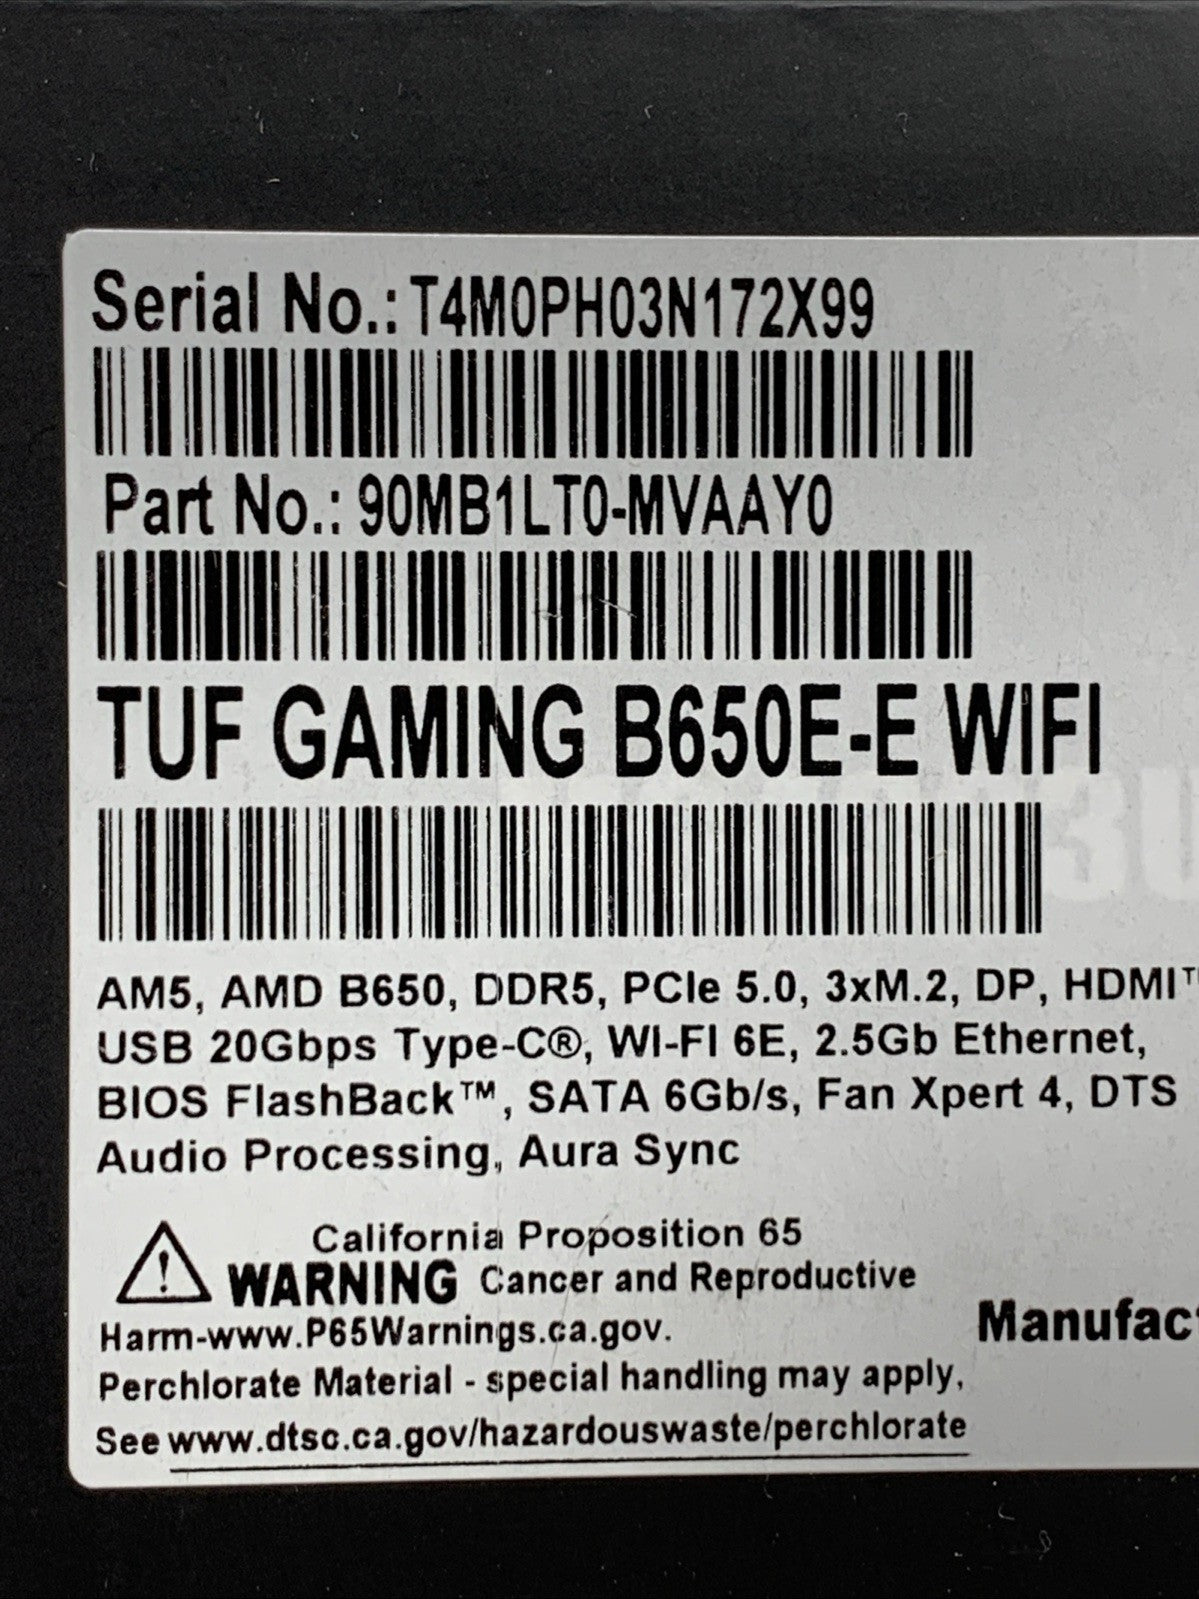 Serial No.: T4M0PH03N172X99
Part No.: 90MB1LT0-MVAAY0
TUF GAMING B650E-E WIFI
AM5, AMD B650, DDR5, PCIe 5.0, 3xM.2, DP, HDMI™
USB 20Gbps Type-C®, WI-FI 6E, 2.5Gb Ethernet,
BIOS FlashBack™, SATA 6Gb/s, Fan Xpert 4, DTS
Audio Processing, Aura Sync
California Proposition 65
WARNING Cancer and Reproductive
Harm-www.P65Warnings.ca.gov.
Perchlorate Material - special handling may apply,
See www.dtsc.ca.gov/hazardouswaste/perchlorate
Manufac